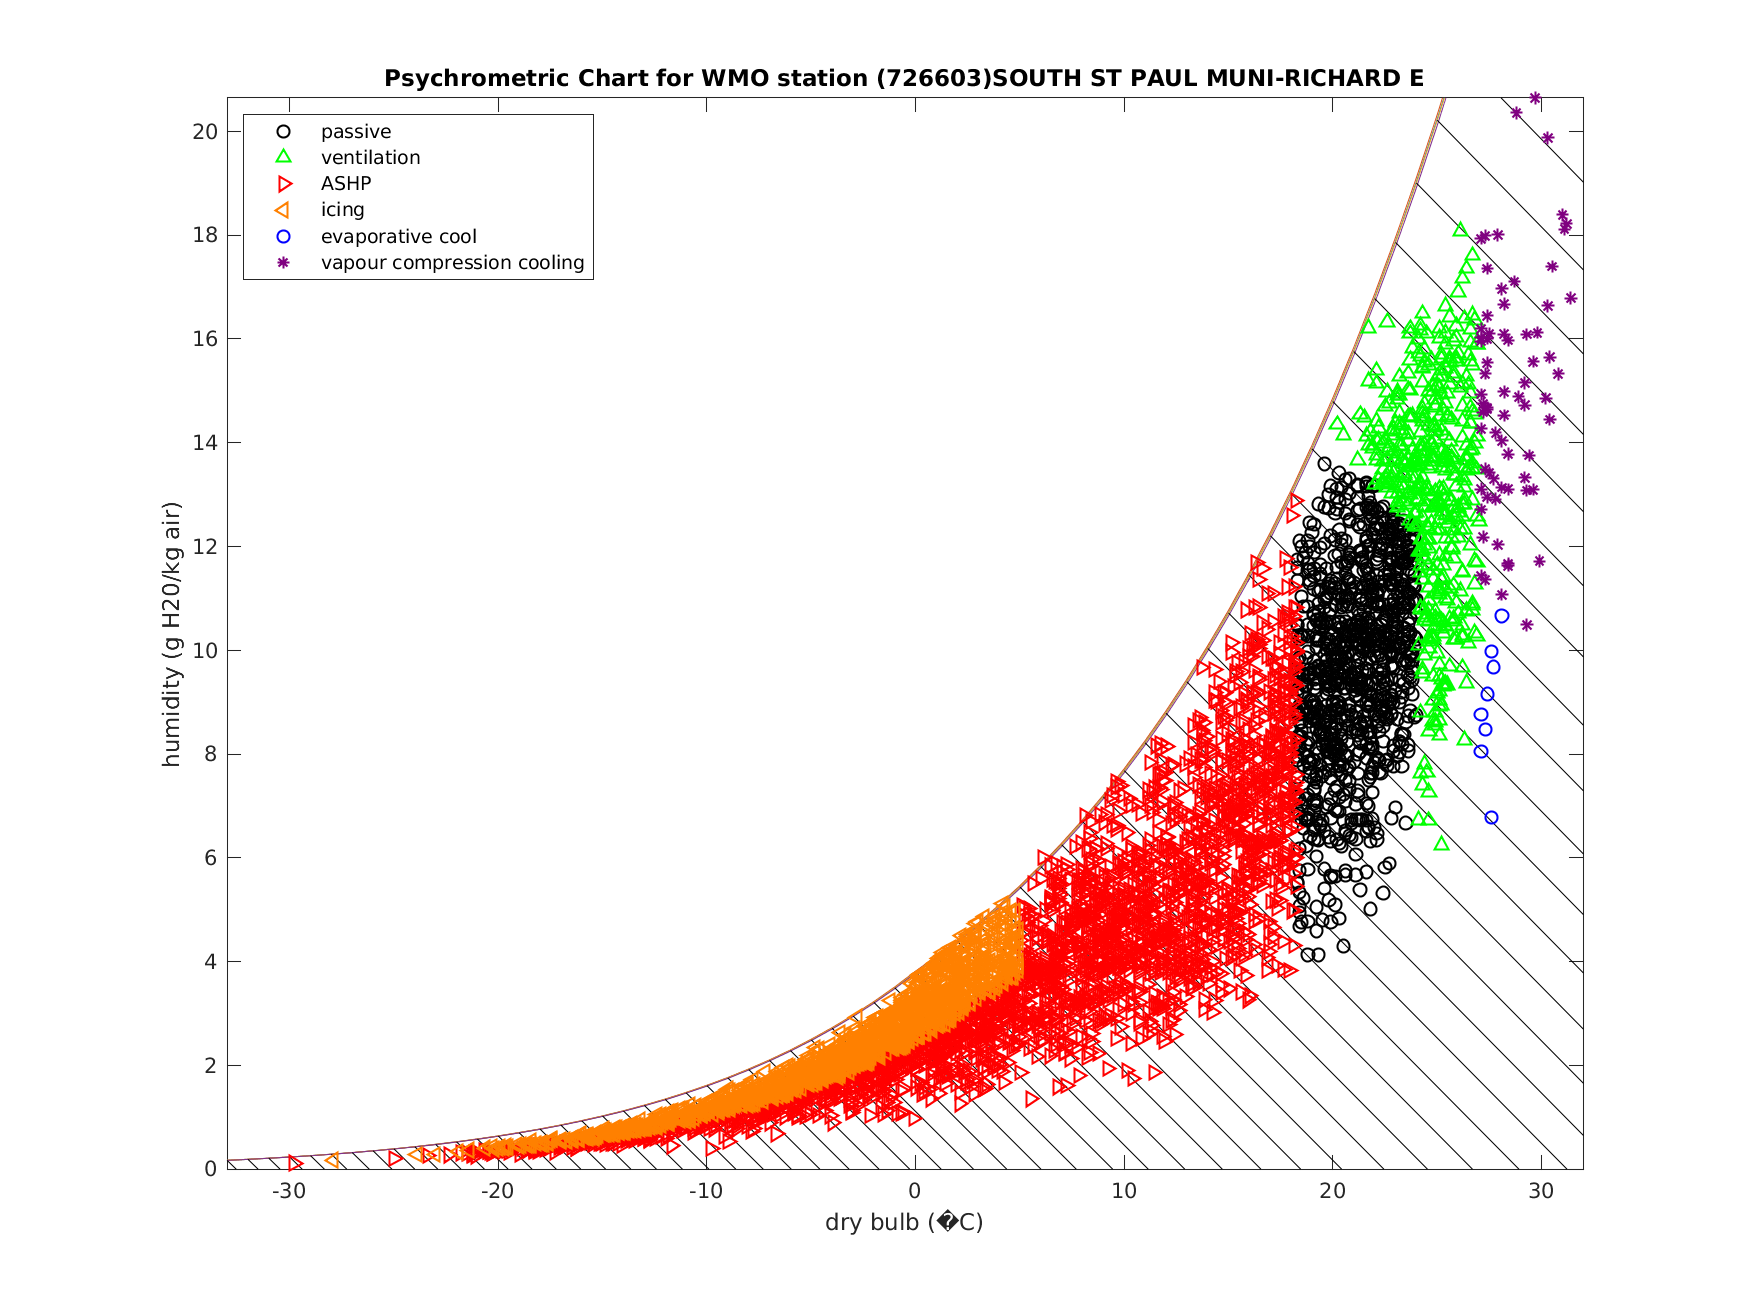 Psychrometric Chart for WMO station (726603)SOUTH ST PAUL MUNI-RICHARD E
passive
ventilation
ASHP
icing
evaporative cool
vapour compression cooling
humidity (g H20/kg air)
20
18
16
14
12
10
8
6
4
2
0
-30 -20 -10 0 10 20 30
dry bulb (�C)